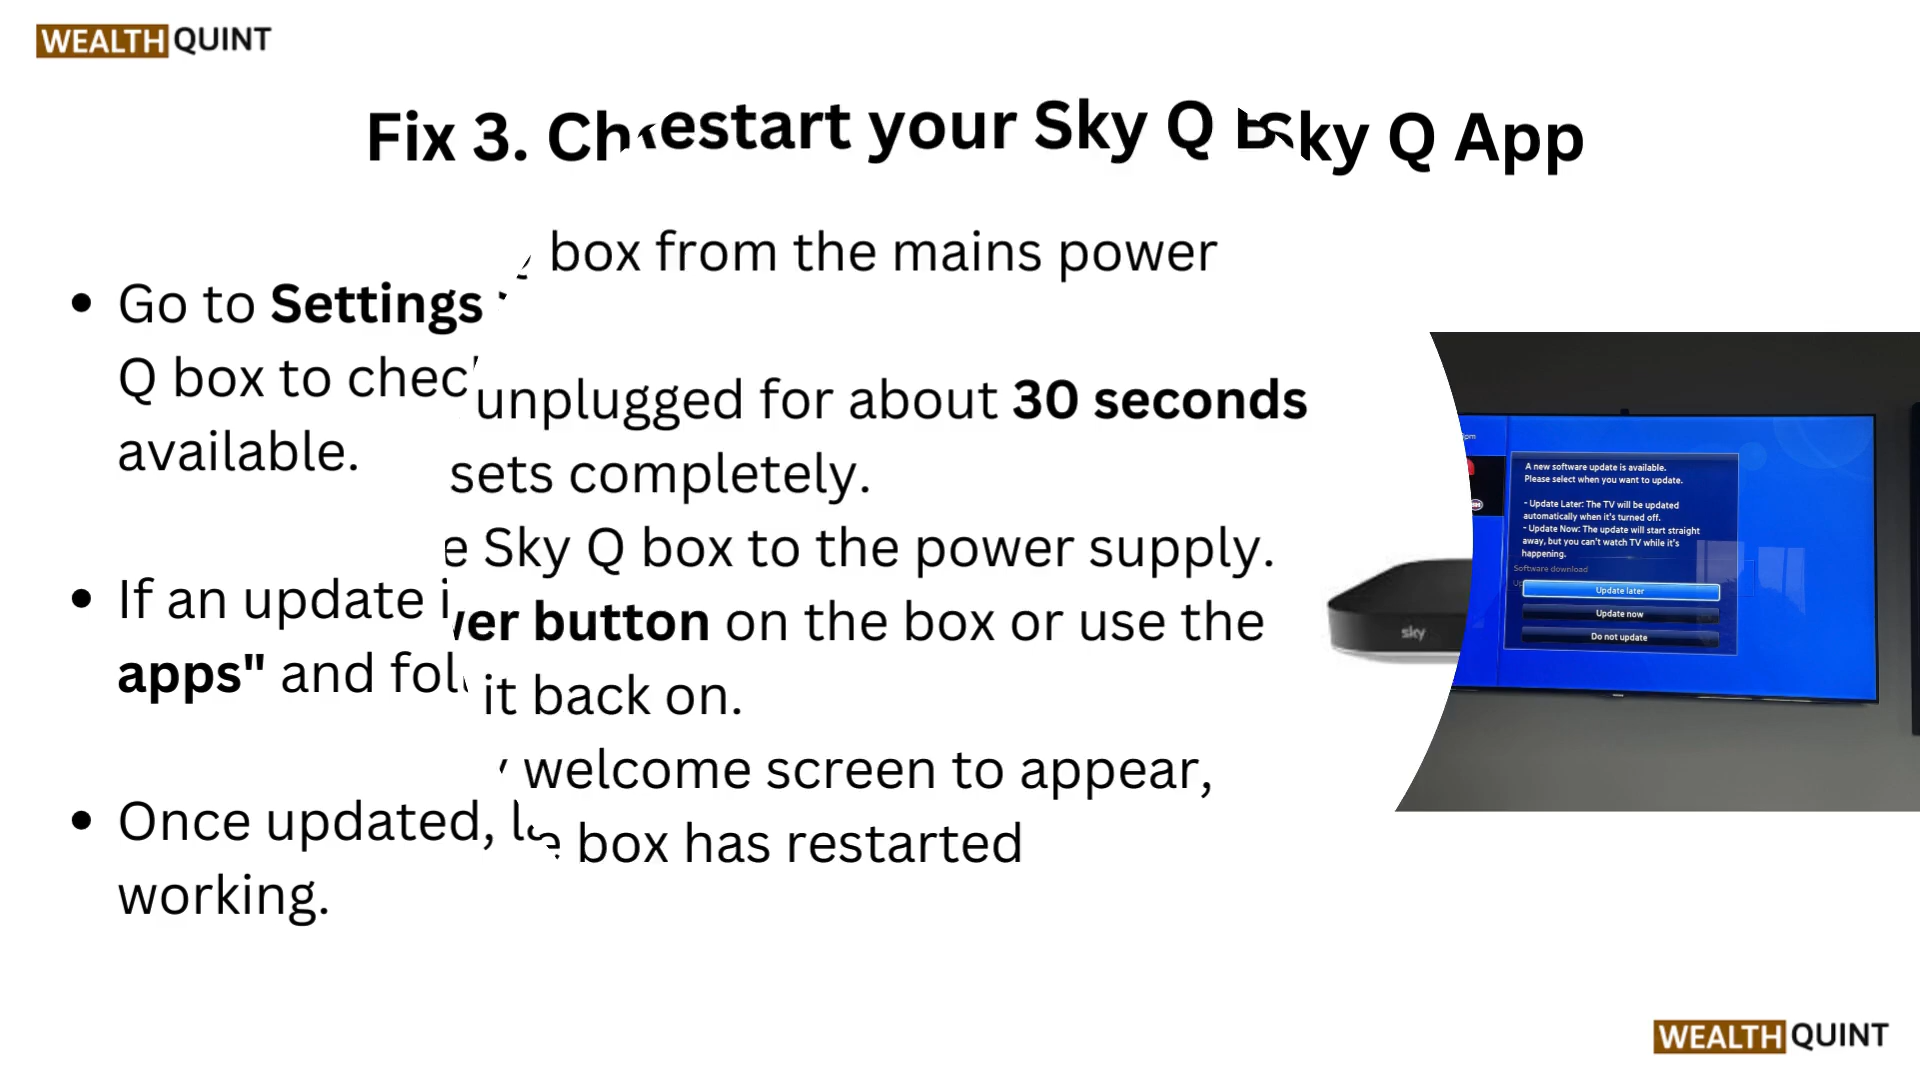 WEALTH QUINT
Fix 3. estart your Sky Q Sky Q App
box from the mains power
Go to Settings
Q box to chec
unplugged for about 30 seconds
available.
sets completely.
e Sky Q box to the power supply.
If an update
er button on the box or use the
apps" and fol
it back on.
welcome screen to appear,
Once updated,
box has restarted
working.
sky
A new software update is available.
Please select when you want to update.
- Update Later: The TV will be updated
automatically when it's turned off.
- Update Now: The update will start straight
away, but you can't watch TV while it's
happening.
Software download
Update later
Update now
Do not update
WEALTH QUINT